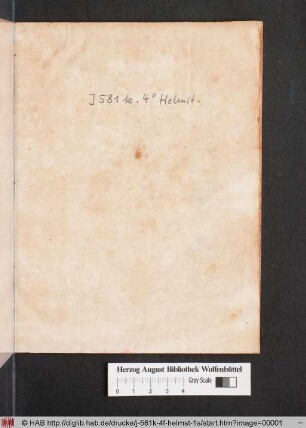 J 581 k. 4° Helmst.
Herzog August Bibliothek Wolfenbüttel
0 1 2 3 4 Grey Scale
© HAB http://diglib.hab.de/drucke/j-581k-4f-helmst-1s/start.htm?image=00001